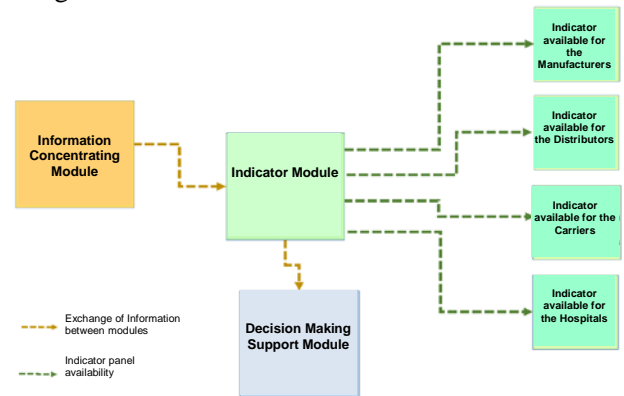 Indicator
available for
the
Manufacturers
Indicator
available for
the Distributors
Information
Concentrating
Module
Indicator Module
Indicator
available for the
Carriers
Indicator
available for
the Hospitals
Decision Making
Support Module
Exchange of Information
between modules
Indicator panel
availability